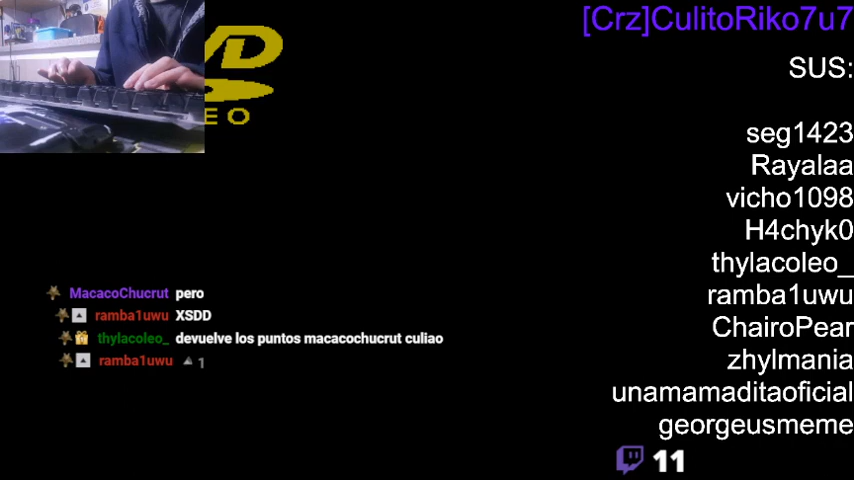 [Crz]CulitoRiko7u7
SUS:
seg1423
Rayalaa
vicho1098
H4chyk0
thylacoleo_
ramba1uwu
ChairoPear
zhylmania
unamamaditaoficial
georgeusmeme
11
MacacoChucrut pero
ramba1uwu XSDD
thylacoleo_ devuelve los puntos macacochucrut culiao
ramba1uwu 1